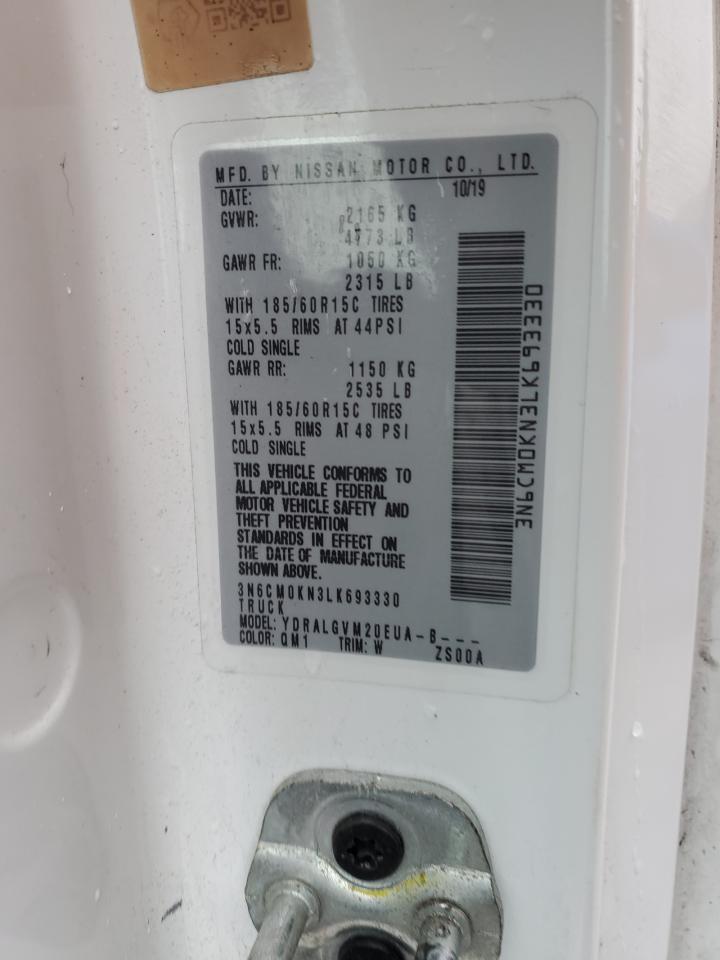 MFD. BY NISSAN MOTOR CO., LTD.
DATE: 10/19
GVWR: 2165 KG
4773 LB
GAWR FR: 1050 KG
2315 LB
WITH 185/60R15C TIRES
15x5.5 RIMS AT 44PSI
COLD SINGLE
GAWR RR: 1150 KG
2535 LB
WITH 185/60R15C TIRES
15x5.5 RIMS AT 48 PSI
COLD SINGLE
THIS VEHICLE CONFORMS TO
ALL APPLICABLE FEDERAL
MOTOR VEHICLE SAFETY AND
THEFT PREVENTION
STANDARDS IN EFFECT ON
THE DATE OF MANUFACTURE
SHOWN ABOVE.
3N6CM0KN3LK693330
TRUCK
MODEL: YDRALGVM20EUA-B---
COLOR: QM1 TRIM: W ZS00A
3N6CM0KN3LK693330